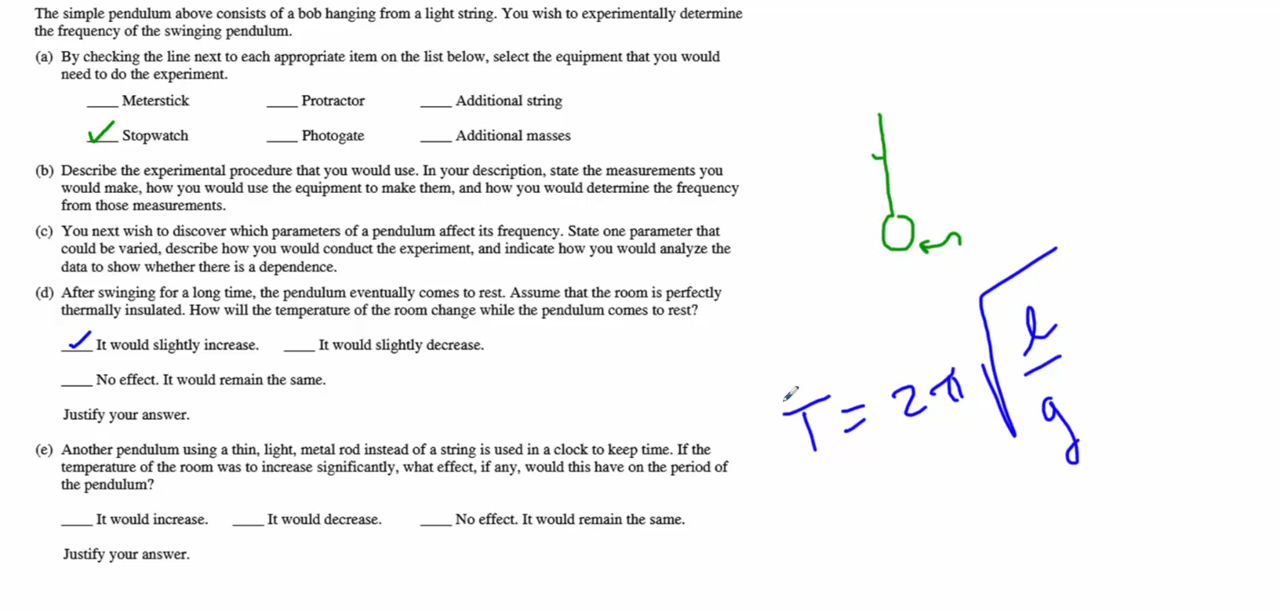 The simple pendulum above consists of a bob hanging from a light string. You wish to experimentally determine
the frequency of the swinging pendulum.
(a) By checking the line next to each appropriate item on the list below, select the equipment that you would
need to do the experiment.
____ Meterstick ____ Protractor ____ Additional string
✓ Stopwatch ____ Photogate ____ Additional masses
(b) Describe the experimental procedure that you would use. In your description, state the measurements you
would make, how you would use the equipment to make them, and how you would determine the frequency
from those measurements.
(c) You next wish to discover which parameters of a pendulum affect its frequency. State one parameter that
could be varied, describe how you would conduct the experiment, and indicate how you would analyze the
data to show whether there is a dependence.
(d) After swinging for a long time, the pendulum eventually comes to rest. Assume that the room is perfectly
thermally insulated. How will the temperature of the room change while the pendulum comes to rest?
✓ It would slightly increase. ____ It would slightly decrease.
____ No effect. It would remain the same.
Justify your answer.
T = 2π √(l/g)
(e) Another pendulum using a thin, light, metal rod instead of a string is used in a clock to keep time. If the
temperature of the room was to increase significantly, what effect, if any, would this have on the period of
the pendulum?
____ It would increase. ____ It would decrease. ____ No effect. It would remain the same.
Justify your answer.